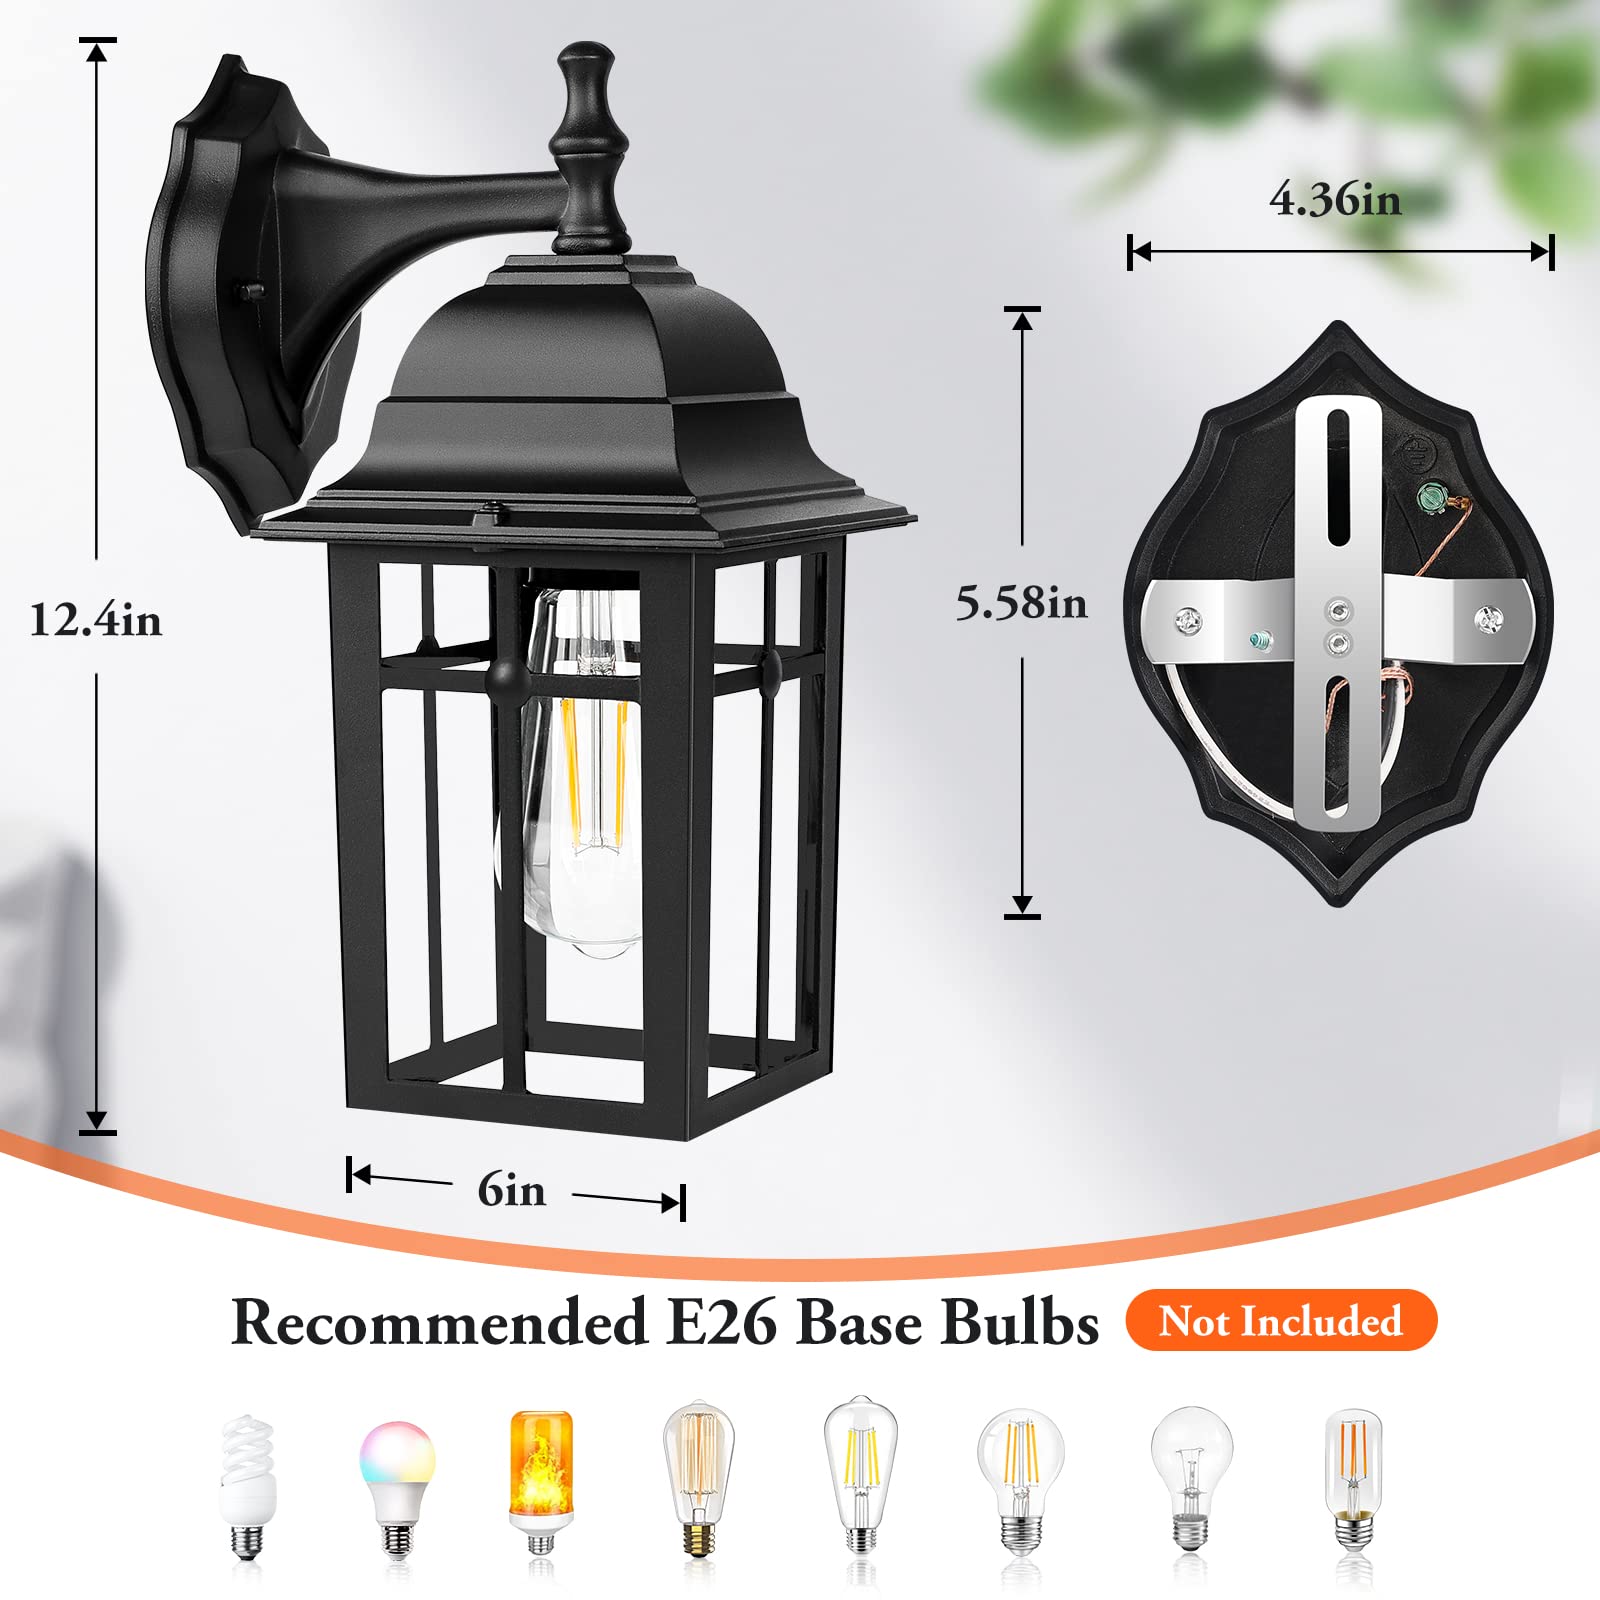 4.36in
12.4in
5.58in
6in
Recommended E26 Base Bulbs
Not Included